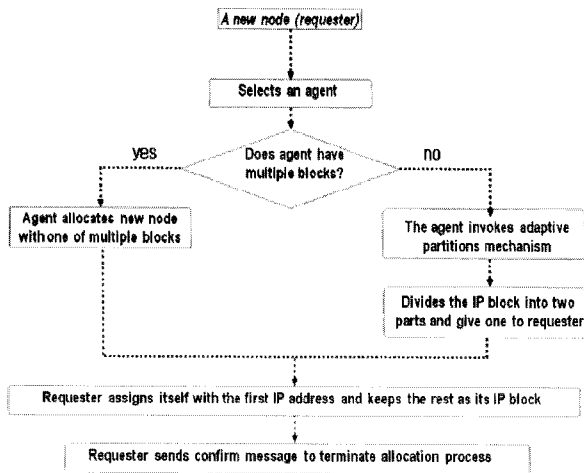 A new node (requester)
Selects an agent
Does agent have
multiple blocks?
yes
no
Agent allocates new node
with one of multiple blocks
The agent invokes adaptive
partitions mechanism
Divides the IP block into two
parts and give one to requester
Requester assigns itself with the first IP address and keeps the rest as its IP block
Requester sends confirm message to terminate allocation process